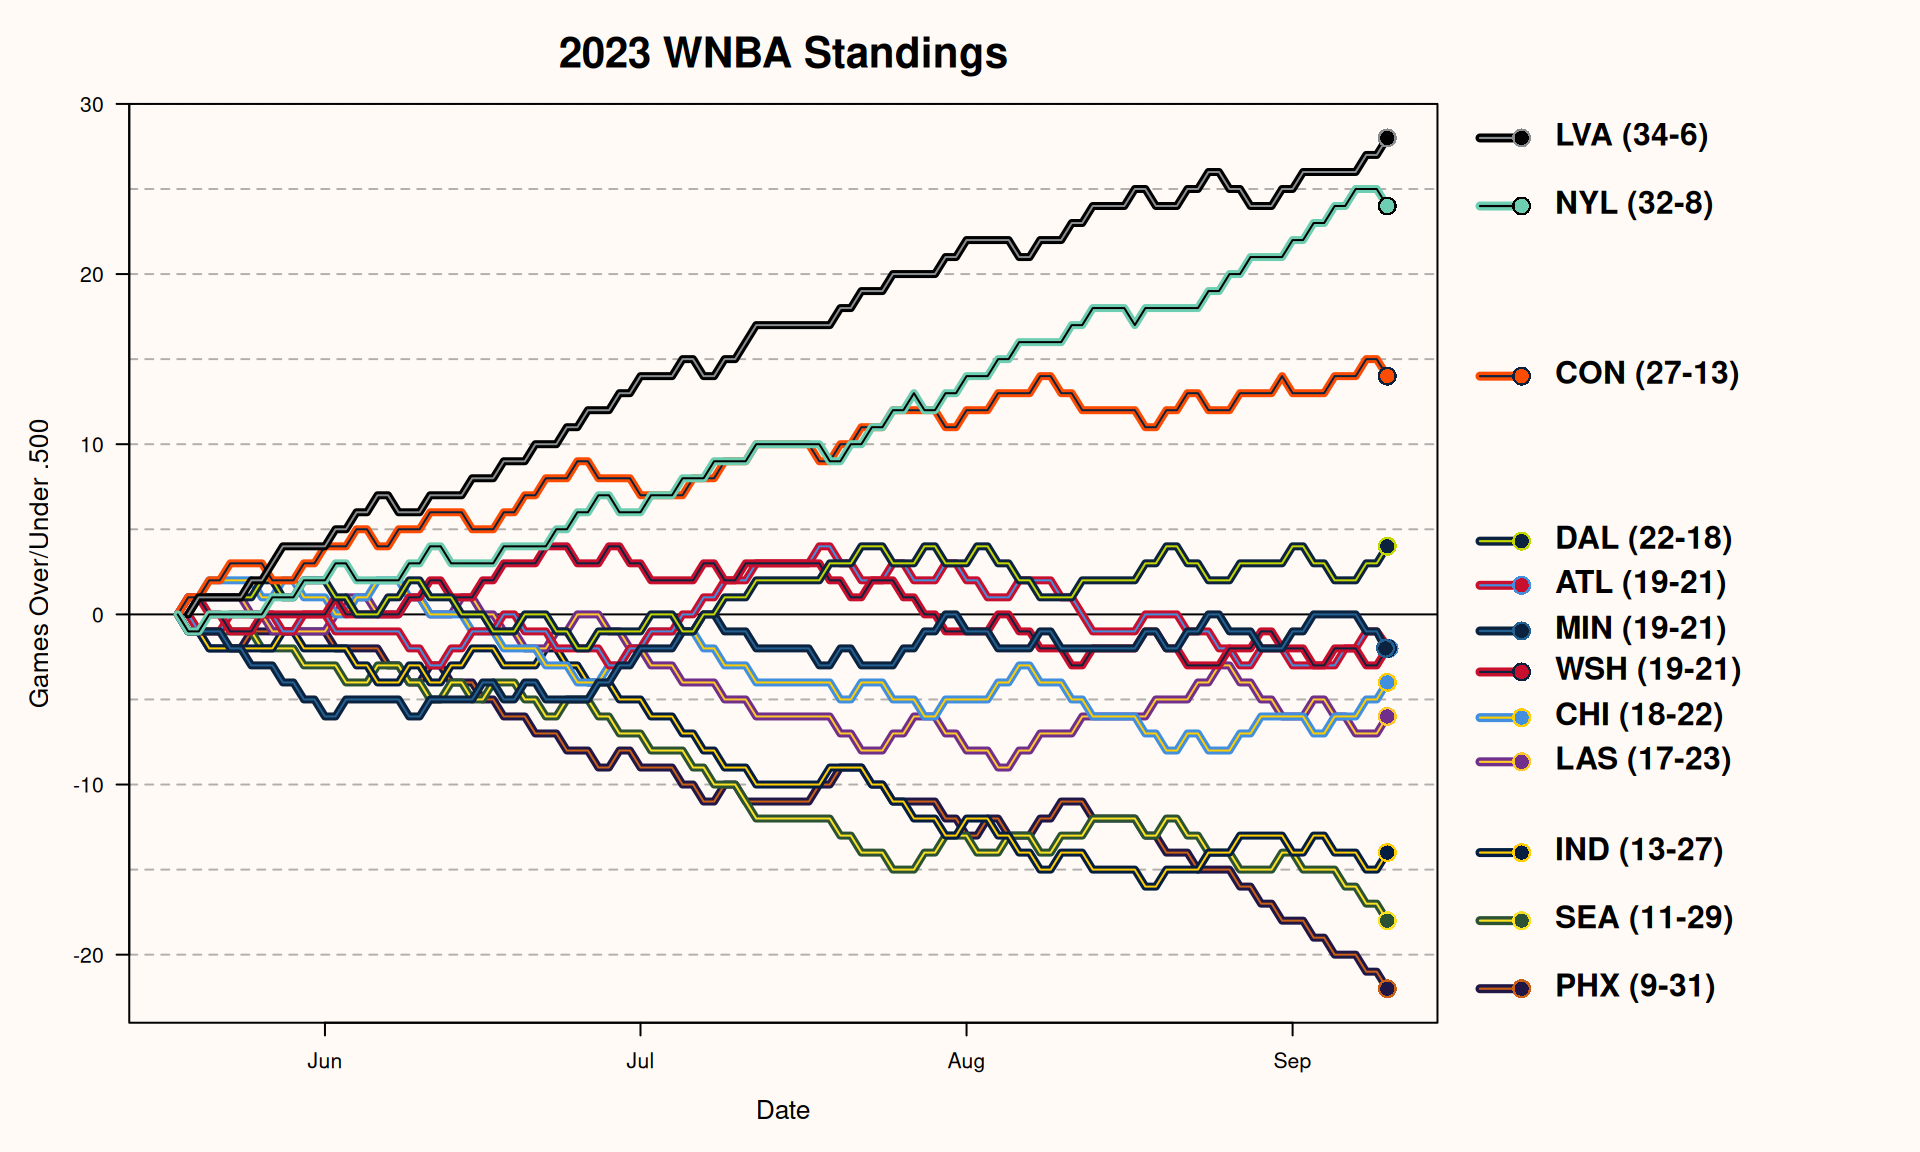 2023 WNBA Standings
30
20
10
0
-10
-20
Games Over/Under .500
Jun
Jul
Aug
Sep
Date
LVA (34-6)
NYL (32-8)
CON (27-13)
DAL (22-18)
ATL (19-21)
MIN (19-21)
WSH (19-21)
CHI (18-22)
LAS (17-23)
IND (13-27)
SEA (11-29)
PHX (9-31)